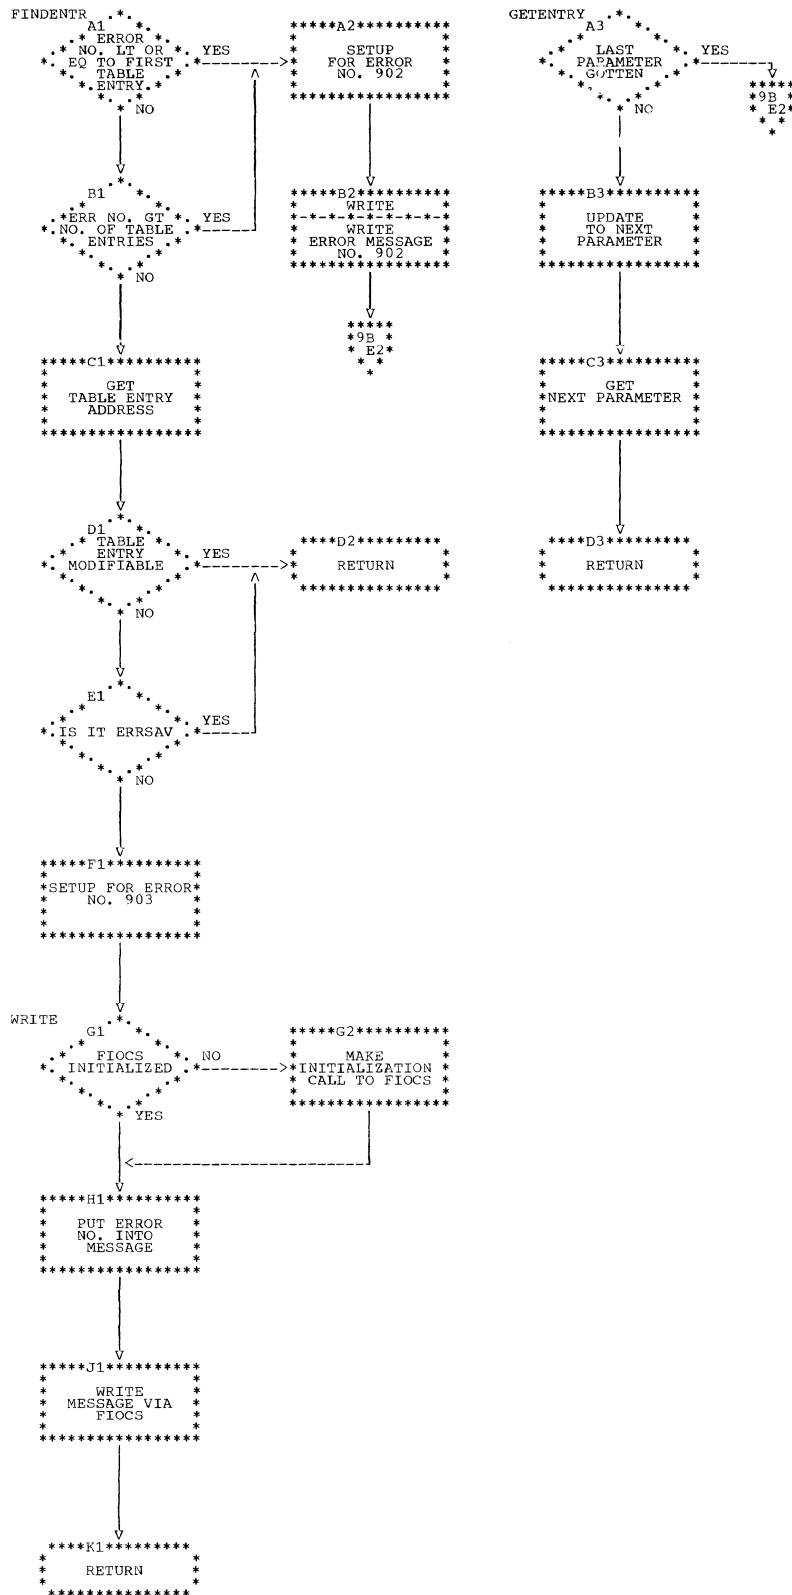 FINDENTR
A1
ERROR
NO. LT OR
EQ TO FIRST
TABLE
ENTRY
YES
NO
A2
SETUP
FOR ERROR
NO. 902
B1
ERR NO. GT
NO. OF TABLE
ENTRIES
YES
NO
B2
WRITE
WRITE
ERROR MESSAGE
NO. 902
9B
E2
C1
GET
TABLE ENTRY
ADDRESS
D1
TABLE
ENTRY
MODIFIABLE
YES
NO
D2
RETURN
E1
IS IT ERRSAV
YES
NO
F1
SETUP FOR ERROR
NO. 903
WRITE
G1
FIOCS
INITIALIZED
NO
YES
G2
MAKE
INITIALIZATION
CALL TO FIOCS
H1
PUT ERROR
NO. INTO
MESSAGE
J1
WRITE
MESSAGE VIA
FIOCS
K1
RETURN
GETENTRY
A3
LAST
PARAMETER
GOTTEN
YES
NO
9B
E2
B3
UPDATE
TO NEXT
PARAMETER
C3
GET
NEXT PARAMETER
D3
RETURN